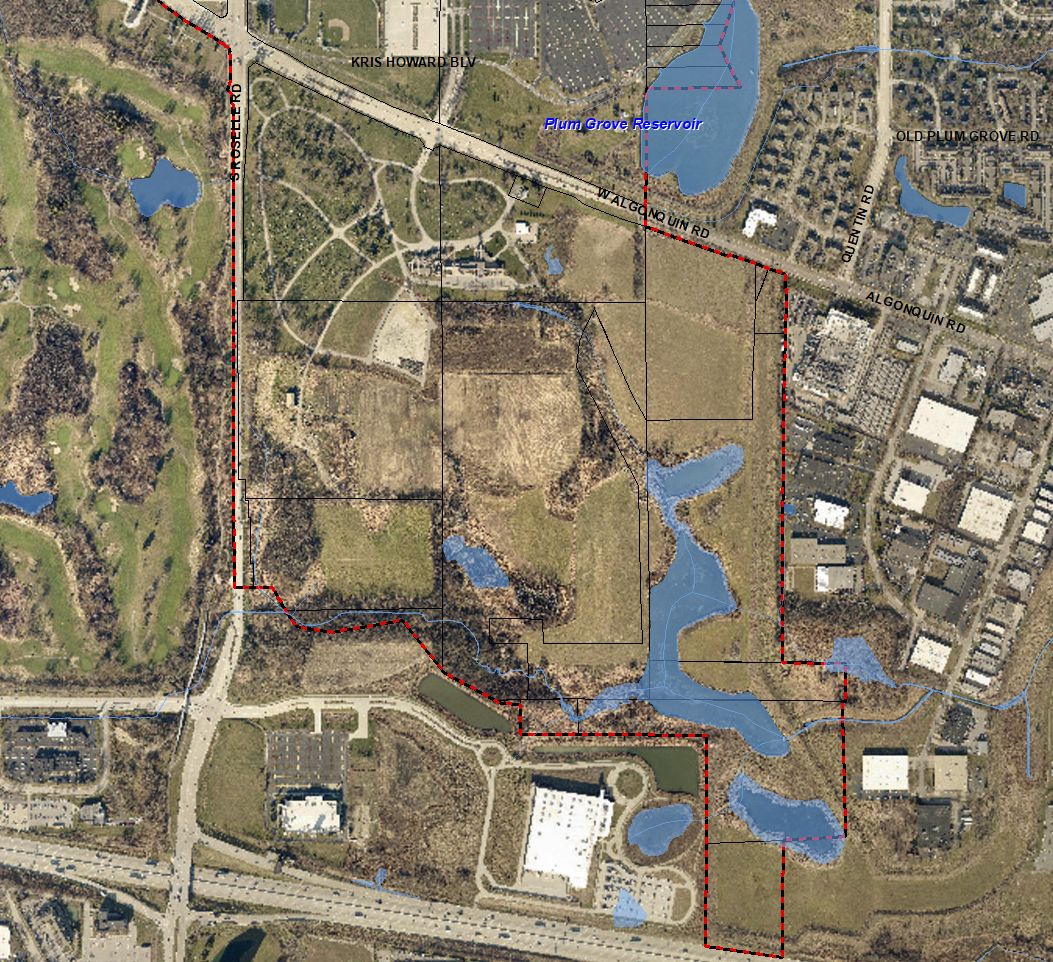 KRIS HOWARD BLV
S ROSELLE RD
Plum Grove Reservoir
OLD PLUM GROVE RD
W ALGONQUIN RD
QUENTIN RD
ALGONQUIN RD